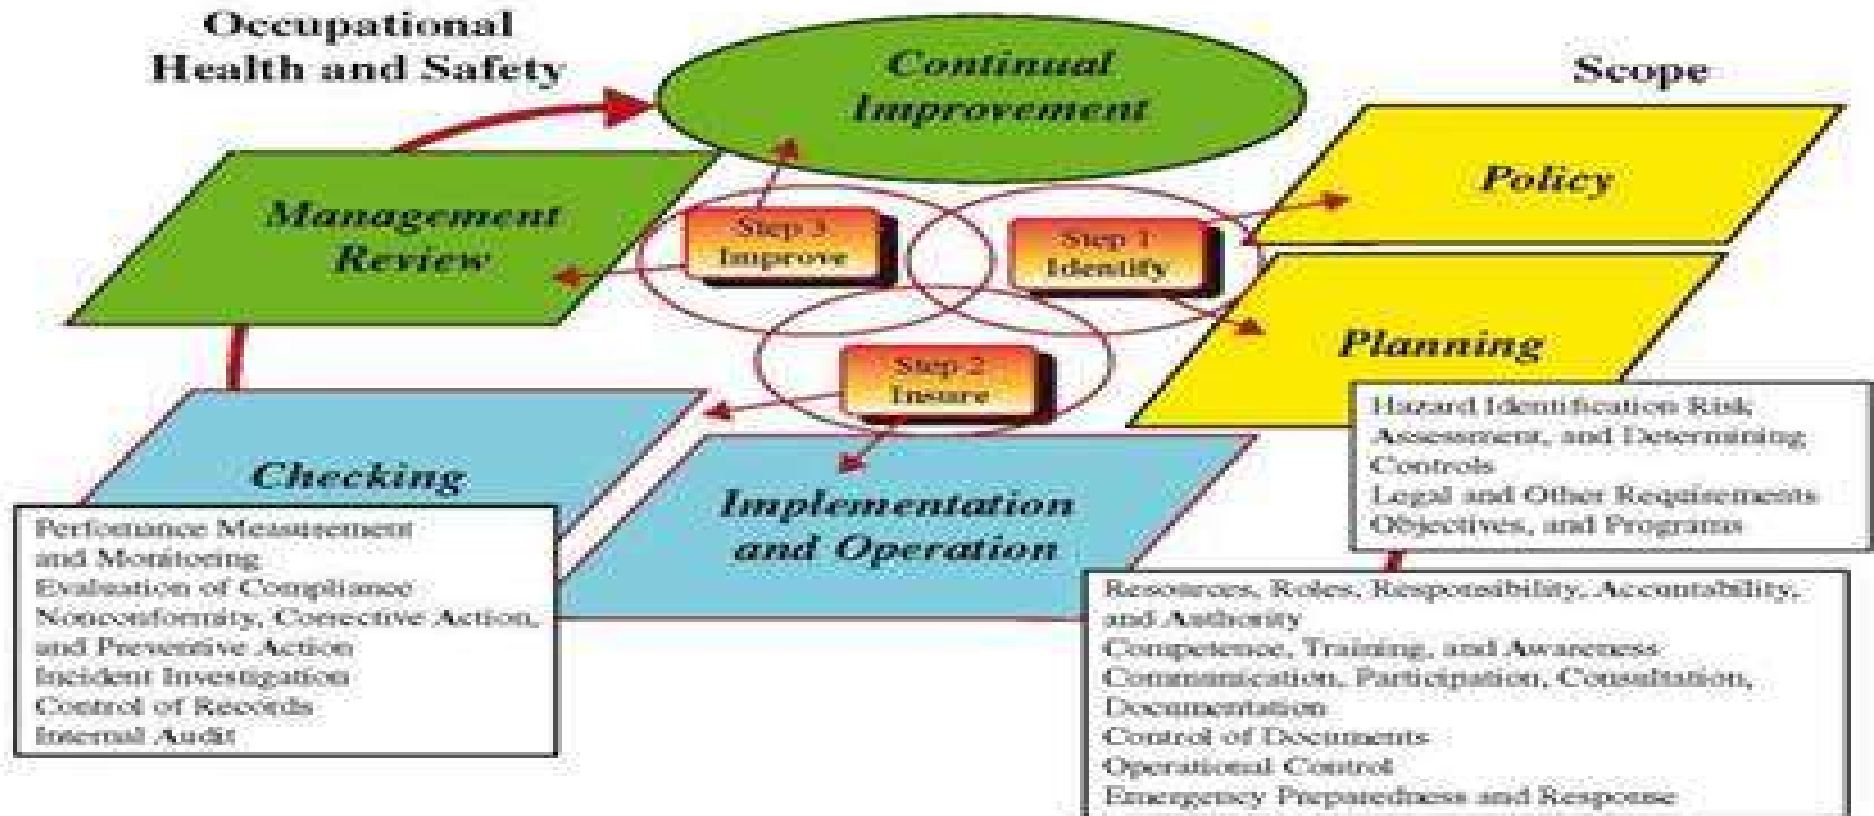 Occupational
Health and Safety
Continual
Improvement
Scope
Policy
Management
Review
Step 3
Improve
Step 1
Identify
Planning
Step 2
Insure
Hazard Identification Risk
Assessment, and Determining
Controls
Legal and Other Requirements
Objectives, and Programs
Checking
Implementation
and Operation
Perfomance Measurement
and Monitoring
Evaluation of Compliance
Nonconformity, Corrective Action,
and Preventive Action
Incident Investigation
Control of Records
Internal Audit
Resources, Roles, Responsibility, Accountability,
and Authority
Competence, Training, and Awareness
Communication, Participation, Consultation,
Documentation
Control of Documents
Operational Control
Emergency Preparedness and Response